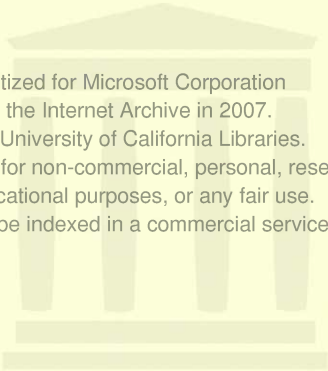 tized for Microsoft Corporation
the Internet Archive in 2007.
University of California Libraries.
for non-commercial, personal, rese
cational purposes, or any fair use.
be indexed in a commercial service